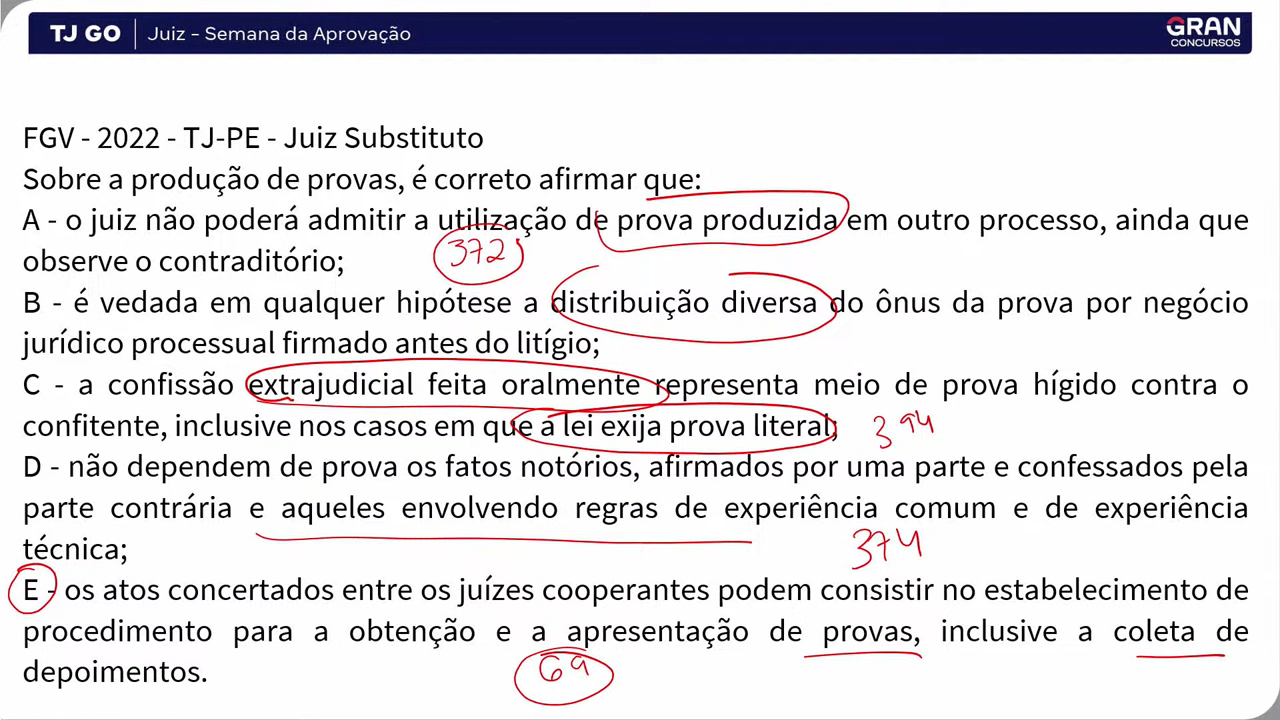 TJ GO | Juiz – Semana da Aprovação
GRAN
CONCURSOS
FGV - 2022 - TJ-PE - Juiz Substituto
Sobre a produção de provas, é correto afirmar que:
A - o juiz não poderá admitir a utilização de prova produzida em outro processo, ainda que
observe o contraditório;
372
B - é vedada em qualquer hipótese a distribuição diversa do ônus da prova por negócio
jurídico processual firmado antes do litígio;
C - a confissão extrajudicial feita oralmente representa meio de prova hígido contra o
confitente, inclusive nos casos em que a lei exija prova literal;
394
D - não dependem de prova os fatos notórios, afirmados por uma parte e confessados pela
parte contrária e aqueles envolvendo regras de experiência comum e de experiência
técnica;
374
E - os atos concertados entre os juízes cooperantes podem consistir no estabelecimento de
procedimento para a obtenção e a apresentação de provas, inclusive a coleta de
depoimentos.
69